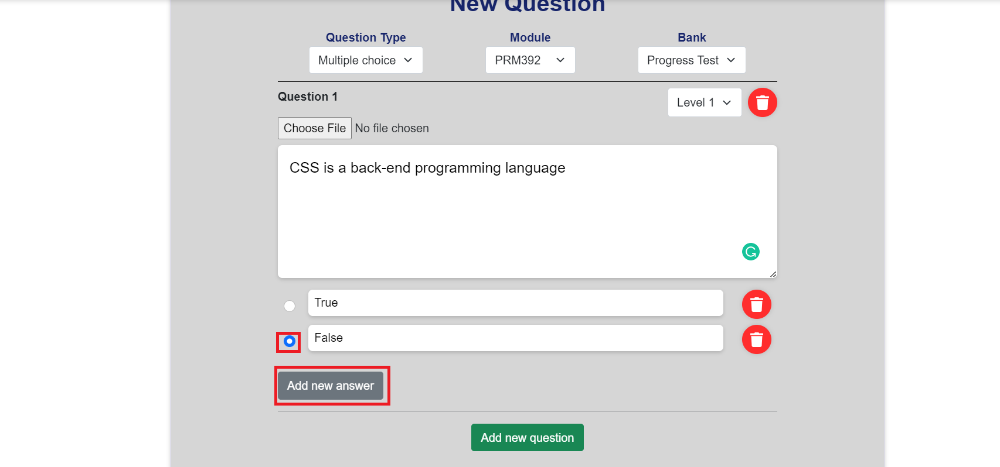 New Question
Question Type Module Bank
Multiple choice PRM392 Progress Test
Question 1
Level 1
Choose File No file chosen
CSS is a back-end programming language
True
False
Add new answer
Add new question